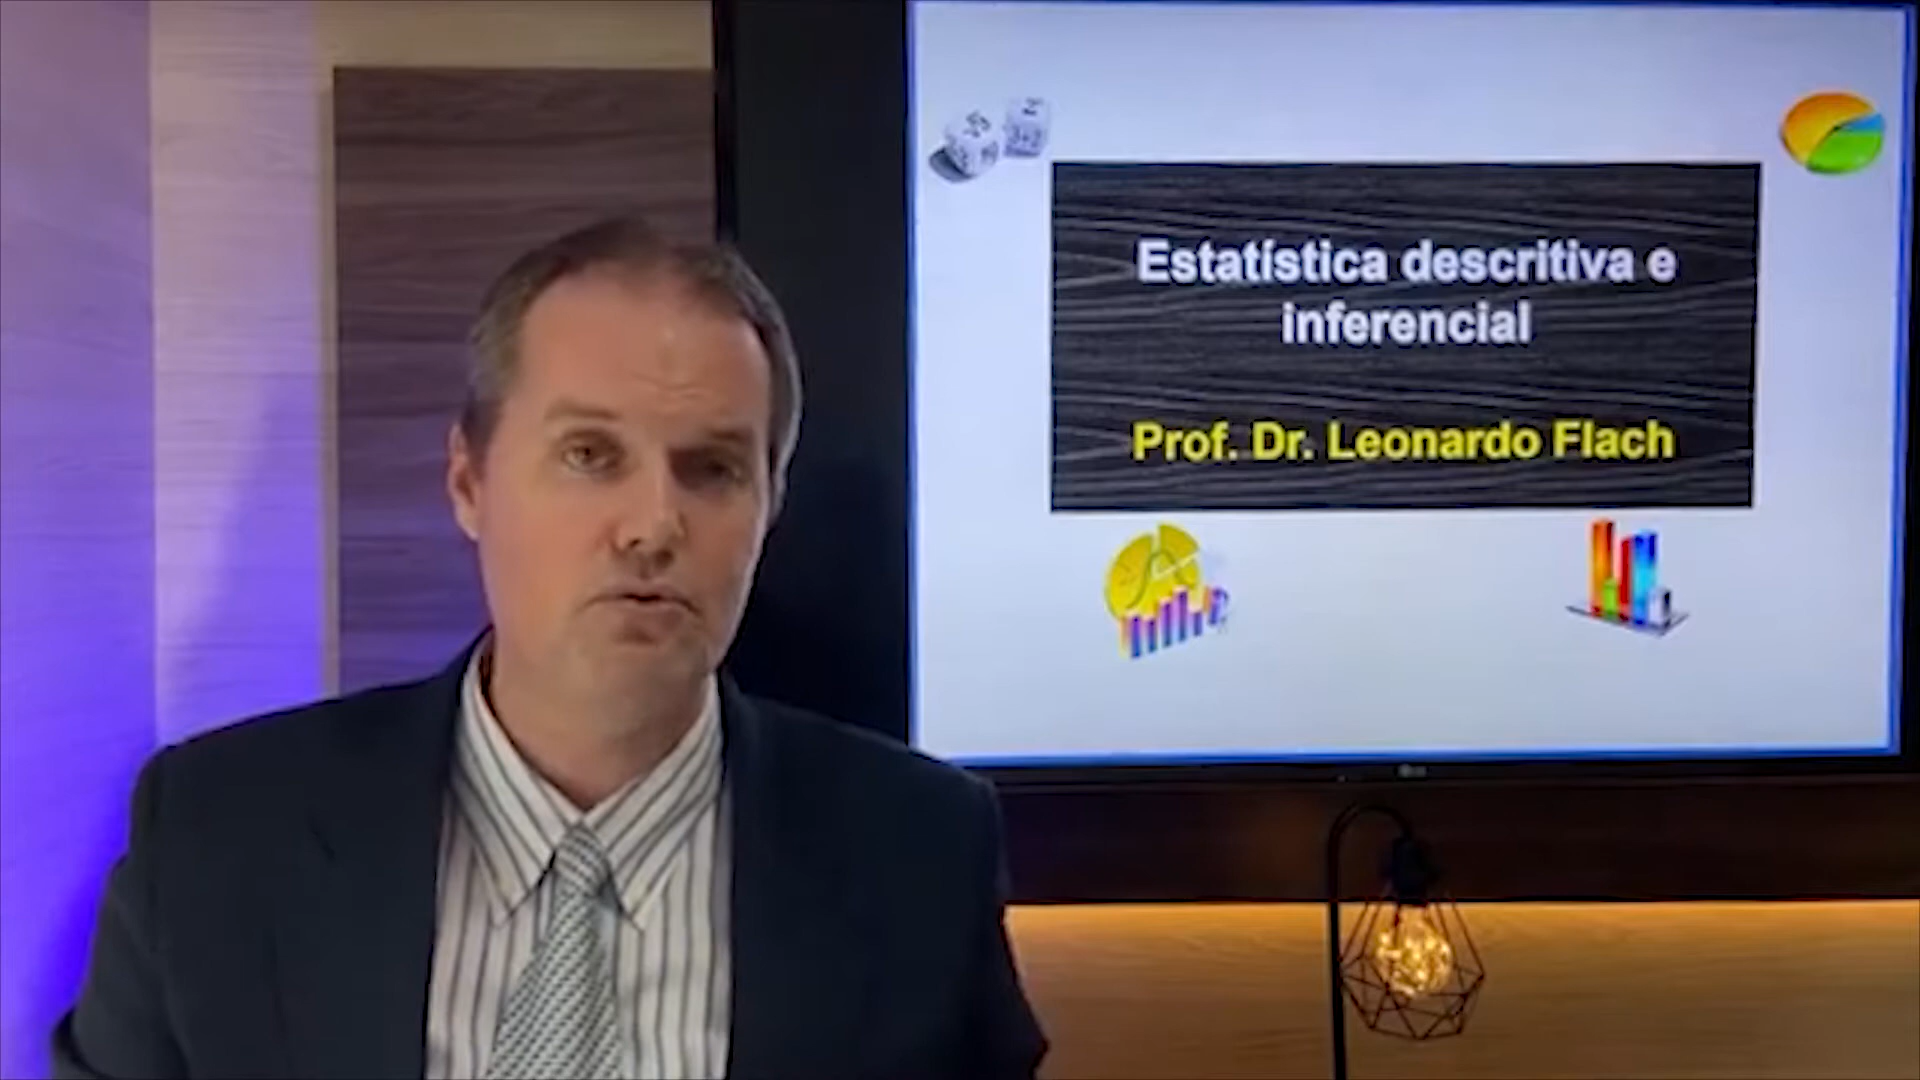 Estatística descritiva e
inferencial
Prof. Dr. Leonardo Flach